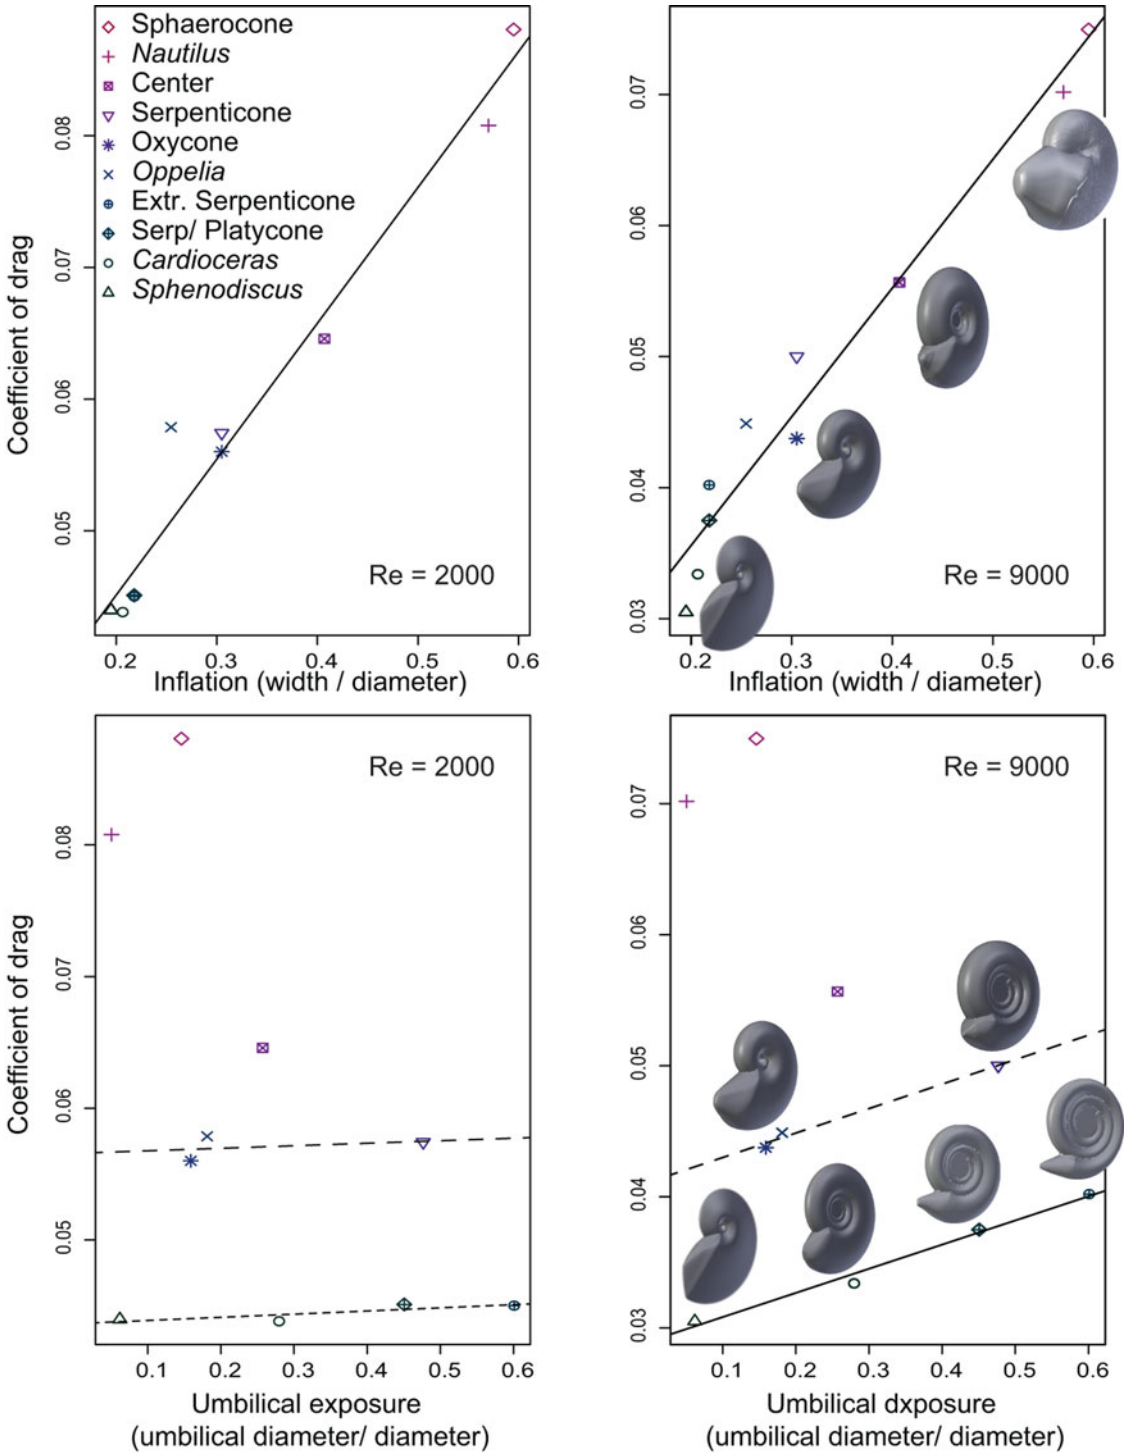 Sphaerocone
Nautilus
Center
Serpenticone
Oxycone
Oppelia
Extr. Serpenticone
Serp/ Platycone
Cardioceras
Sphenodiscus
Coefficient of drag
0.08
0.07
0.06
0.05
Re = 2000
0.2 0.3 0.4 0.5 0.6
Inflation (width / diameter)
0.07
0.06
0.05
0.04
0.03
Re = 9000
0.2 0.3 0.4 0.5 0.6
Inflation (width / diameter)
Coefficient of drag
Re = 2000
0.08
0.07
0.06
0.05
0.1 0.2 0.3 0.4 0.5 0.6
Umbilical exposure
(umbilical diameter/ diameter)
Re = 9000
0.07
0.06
0.05
0.04
0.03
0.1 0.2 0.3 0.4 0.5 0.6
Umbilical dxposure
(umbilical diameter/ diameter)